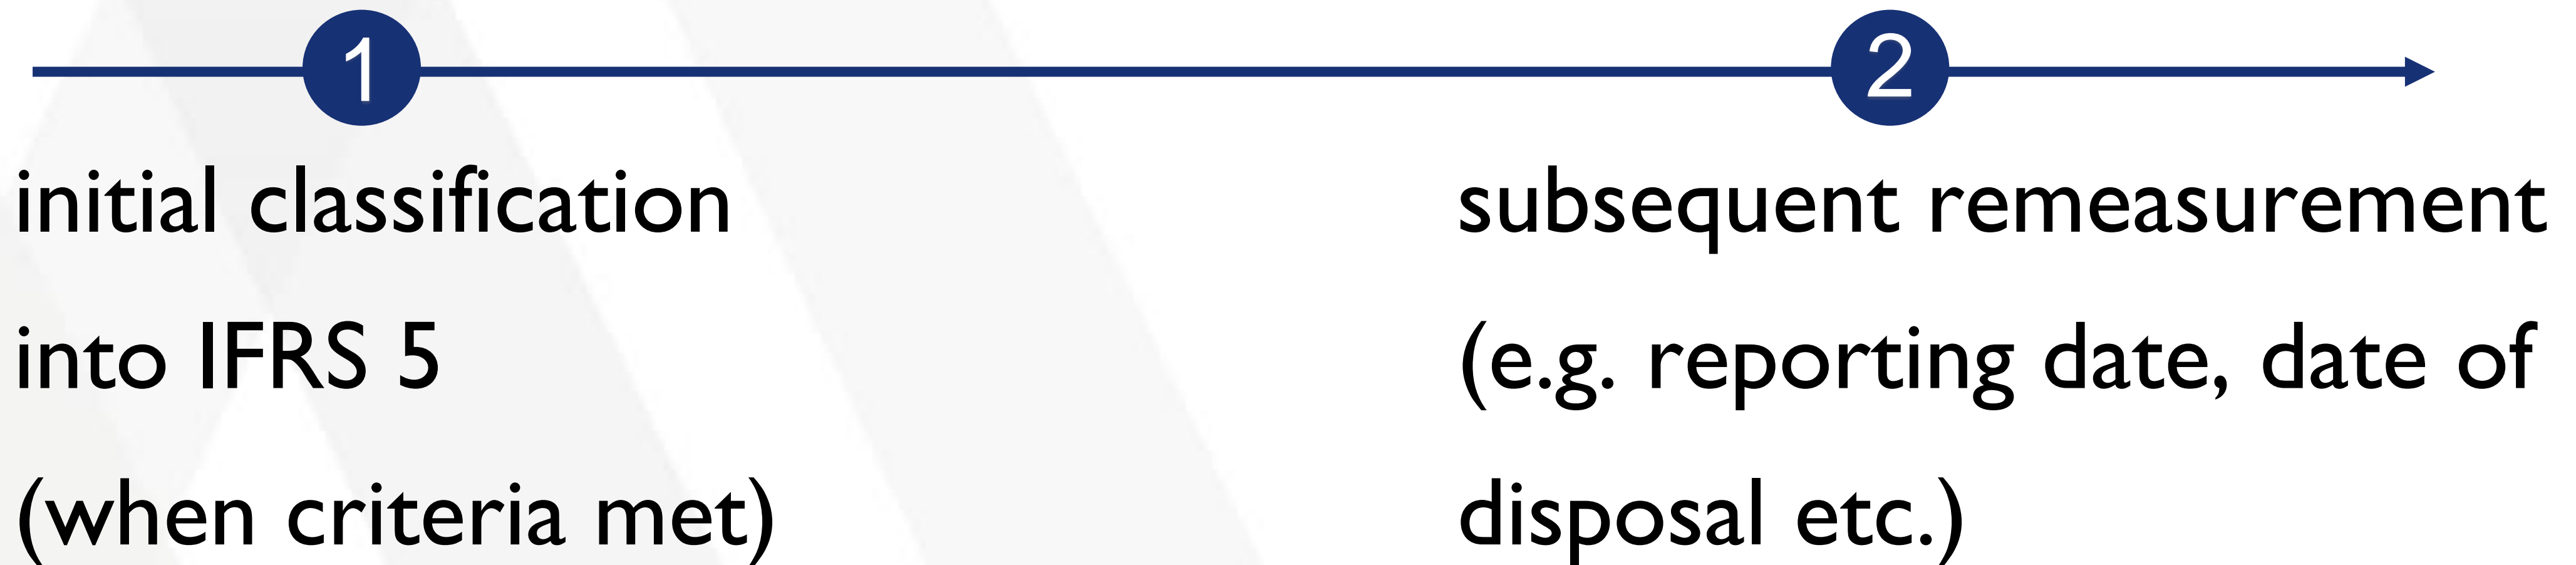 1
2
initial classification
into IFRS 5
(when criteria met)
subsequent remeasurement
(e.g. reporting date, date of
disposal etc.)